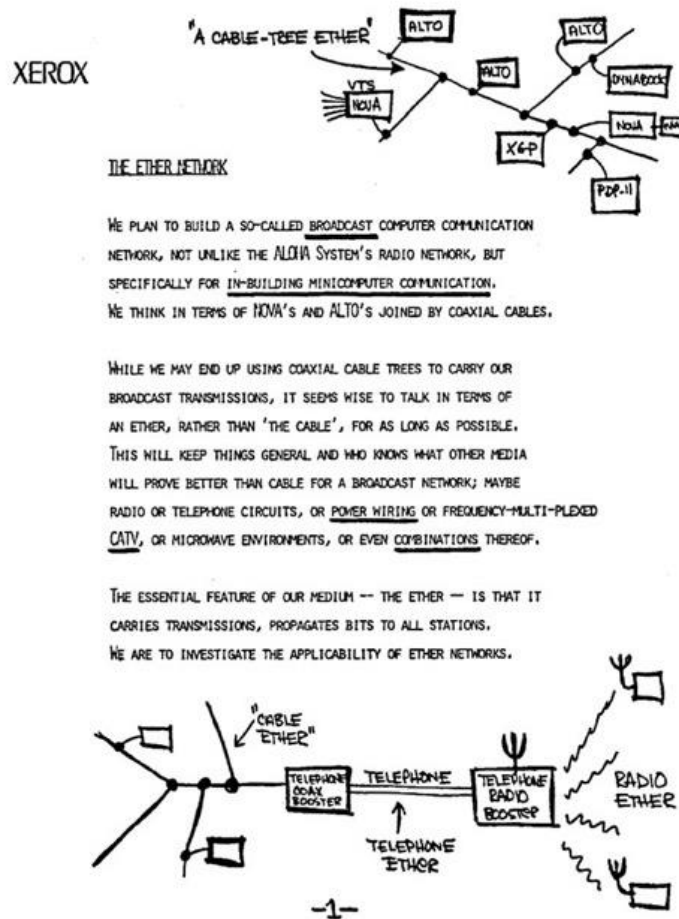 "A CABLE-TREE ETHER"
ALTO
ALTO
DYNABOOK
XEROX
VTS
NOVA
ALTO
NOVA
XGP
PDP-11
THE ETHER NETWORK
WE PLAN TO BUILD A SO-CALLED BROADCAST COMPUTER COMMUNICATION
NETWORK, NOT UNLIKE THE ALOHA SYSTEM'S RADIO NETWORK, BUT
SPECIFICALLY FOR IN-BUILDING MINICOMPUTER COMMUNICATION.
WE THINK IN TERMS OF NOVA'S AND ALTO'S JOINED BY COAXIAL CABLES.
WHILE WE MAY END UP USING COAXIAL CABLE TREES TO CARRY OUR
BROADCAST TRANSMISSIONS, IT SEEMS WISE TO TALK IN TERMS OF
AN ETHER, RATHER THAN 'THE CABLE', FOR AS LONG AS POSSIBLE.
THIS WILL KEEP THINGS GENERAL AND WHO KNOWS WHAT OTHER MEDIA
WILL PROVE BETTER THAN CABLE FOR A BROADCAST NETWORK; MAYBE
RADIO OR TELEPHONE CIRCUITS, OR POWER WIRING OR FREQUENCY-MULTI-PLEXED
CATV, OR MICROWAVE ENVIRONMENTS, OR EVEN COMBINATIONS THEREOF.
THE ESSENTIAL FEATURE OF OUR MEDIUM -- THE ETHER -- IS THAT IT
CARRIES TRANSMISSIONS, PROPAGATES BITS TO ALL STATIONS.
WE ARE TO INVESTIGATE THE APPLICABILITY OF ETHER NETWORKS.
"CABLE
ETHER"
TELEPHONE
COAX
BOOSTER
TELEPHONE
TELEPHONE
ETHER
TELEPHONE
RADIO
BOOSTER
RADIO
ETHER
-1-